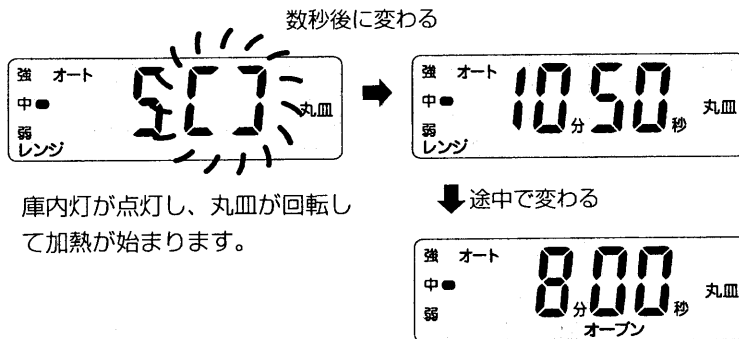 数秒後に変わる
強 オート
中
弱
レンジ
5
丸皿
強 オート
中
弱
レンジ
10分50秒
丸皿
庫内灯が点灯し、丸皿が回転し
て加熱が始まります。
途中で変わる
強 オート
中
弱
8分00秒
オーブン
丸皿